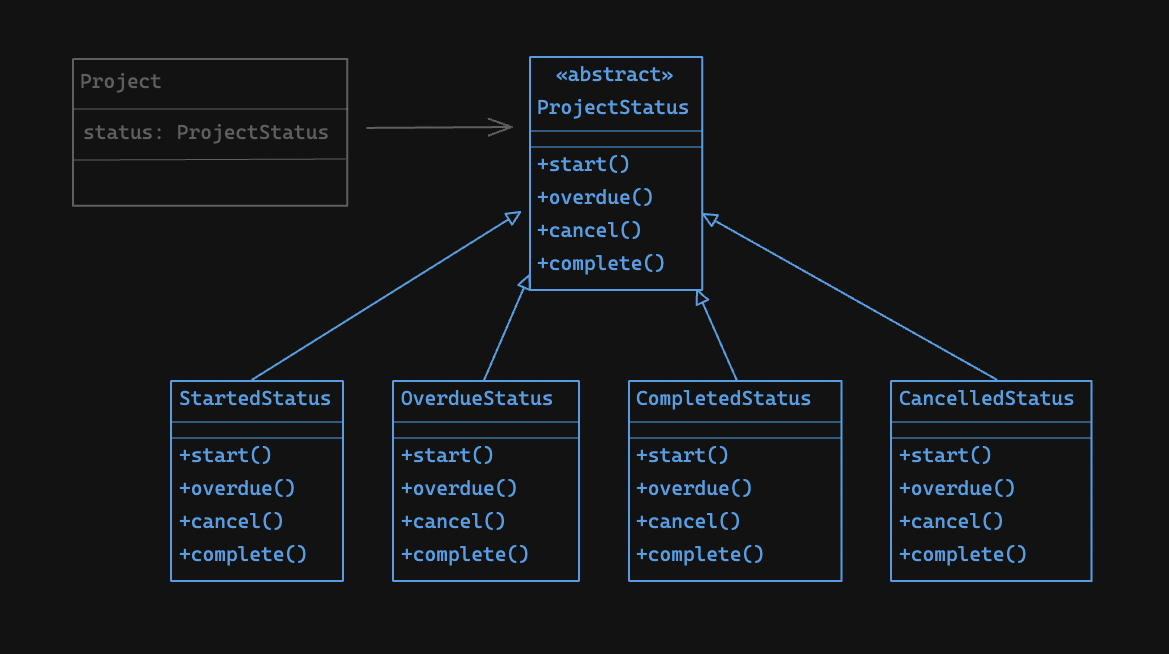 Project
status: ProjectStatus
«abstract»
ProjectStatus
+start()
+overdue()
+cancel()
+complete()
StartedStatus
+start()
+overdue()
+cancel()
+complete()
OverdueStatus
+start()
+overdue()
+cancel()
+complete()
CompletedStatus
+start()
+overdue()
+cancel()
+complete()
CancelledStatus
+start()
+overdue()
+cancel()
+complete()